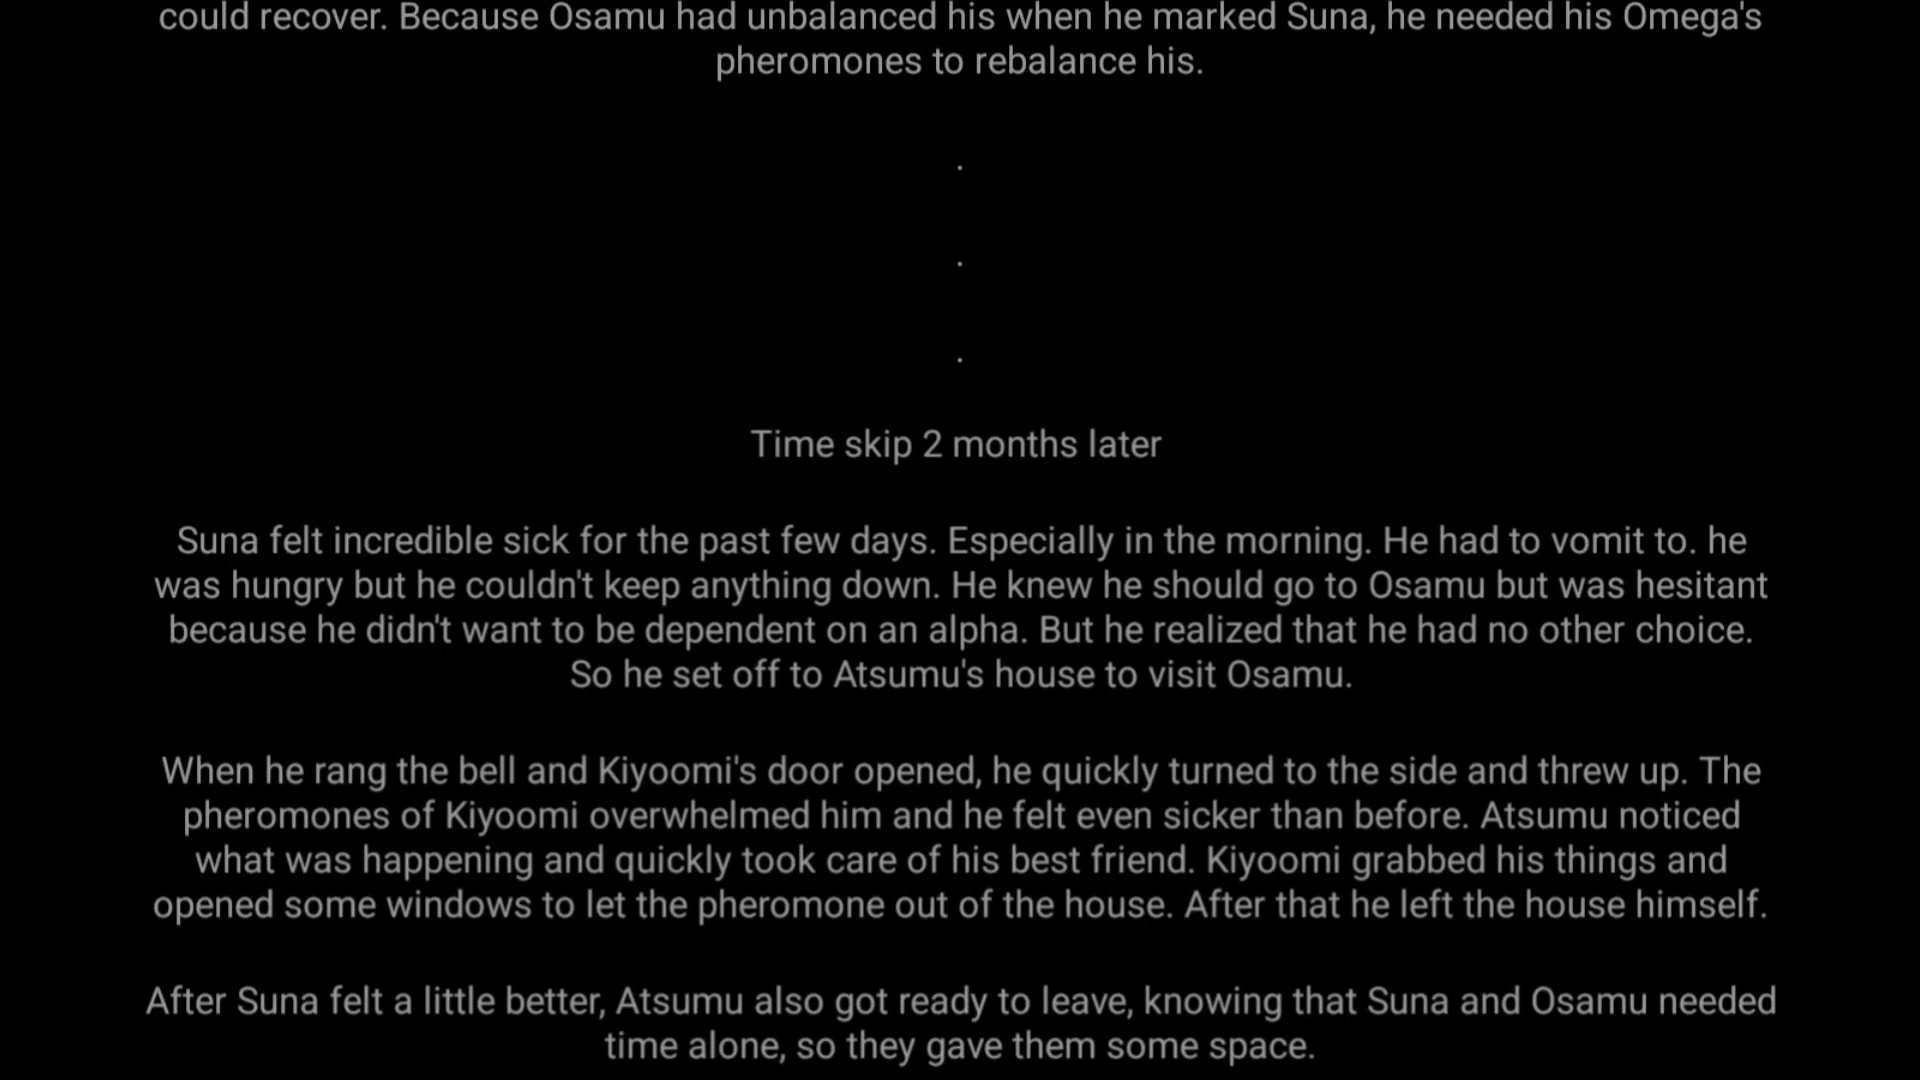 could recover. Because Osamu had unbalanced his when he marked Suna, he needed his Omega's
pheromones to rebalance his.
.
.
.
Time skip 2 months later
Suna felt incredible sick for the past few days. Especially in the morning. He had to vomit to. he
was hungry but he couldn't keep anything down. He knew he should go to Osamu but was hesitant
because he didn't want to be dependent on an alpha. But he realized that he had no other choice.
So he set off to Atsumu's house to visit Osamu.
When he rang the bell and Kiyoomi's door opened, he quickly turned to the side and threw up. The
pheromones of Kiyoomi overwhelmed him and he felt even sicker than before. Atsumu noticed
what was happening and quickly took care of his best friend. Kiyoomi grabbed his things and
opened some windows to let the pheromone out of the house. After that he left the house himself.
After Suna felt a little better, Atsumu also got ready to leave, knowing that Suna and Osamu needed
time alone, so they gave them some space.